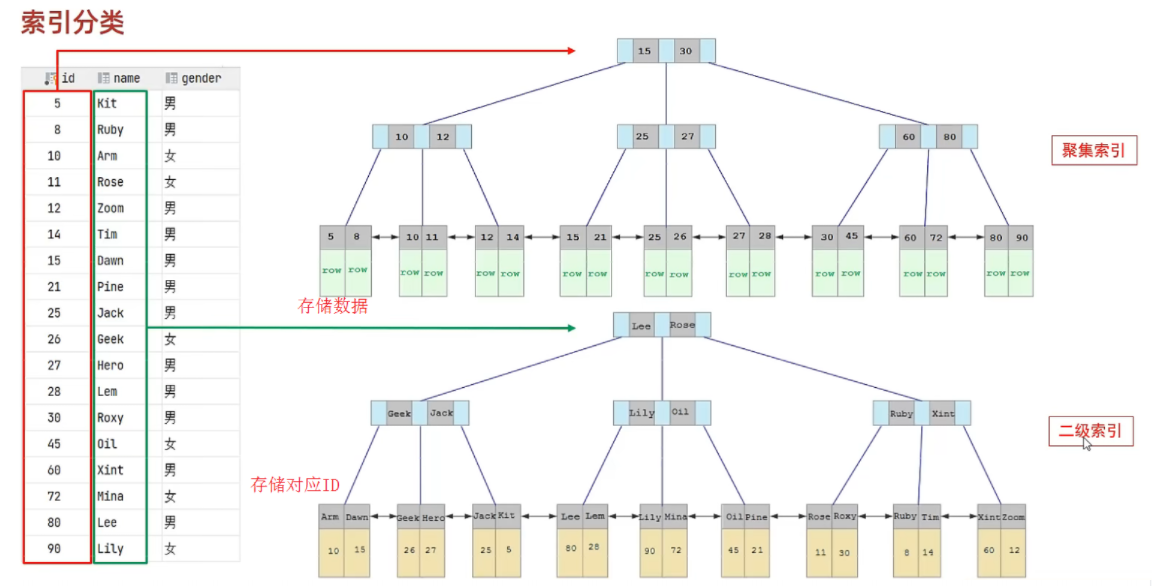 索引分类
id name gender
5 Kit 男
8 Ruby 男
10 Arm 女
11 Rose 女
12 Zoom 男
14 Tim 男
15 Dawn 男
21 Pine 男
25 Jack 男
26 Geek 女
27 Hero 男
28 Lem 男
30 Roxy 男
45 Oil 女
60 Xint 男
72 Mina 女
80 Lee 男
90 Lily 女
15 30
10 12 25 27 60 80
聚集索引
5 8 10 11 12 14 15 21 25 26 27 28 30 45 60 72 80 90
row row row row row row row row row row row row row row row row row row
存储数据
Lee Rose
Geek Jack Lily Oil Ruby Xint
二级索引
存储对应ID
Arm Dawn Geek Hero Jack Kit Lee Lem Lily Mina Oil Pine Rose Roxy Ruby Tim Xint Zoom
10 15 26 27 25 5 80 28 90 72 45 21 11 30 8 14 60 12